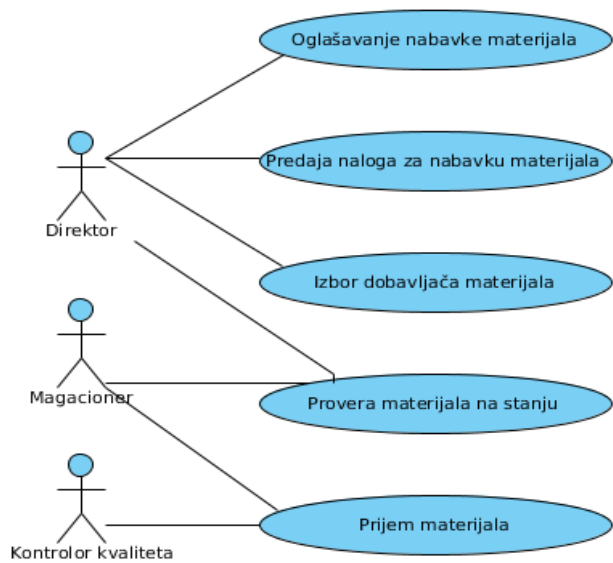 Oglašavanje nabavke materijala
Predaja naloga za nabavku materijala
Direktor
Izbor dobavljača materijala
Magacioner
Provera materijala na stanju
Prijem materijala
Kontrolor kvaliteta